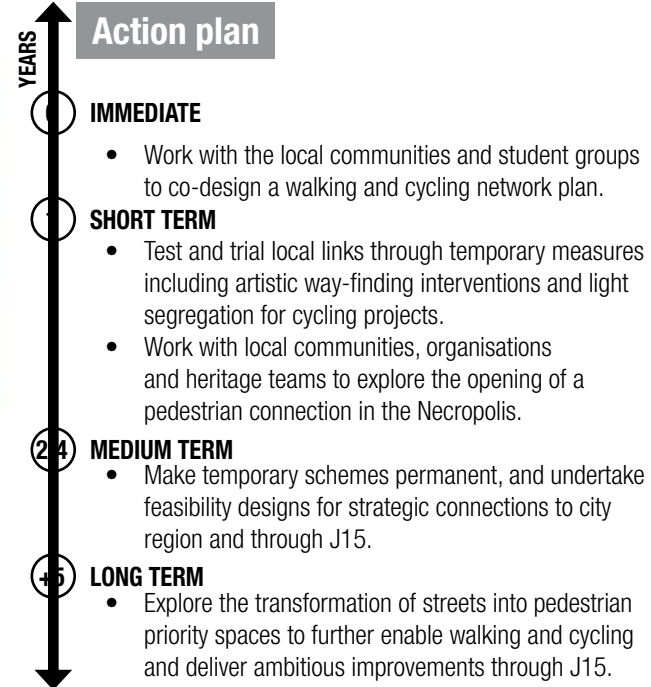 YEARS
Action plan
IMMEDIATE
• Work with the local communities and student groups
to co-design a walking and cycling network plan.
SHORT TERM
• Test and trial local links through temporary measures
including artistic way-finding interventions and light
segregation for cycling projects.
• Work with local communities, organisations
and heritage teams to explore the opening of a
pedestrian connection in the Necropolis.
MEDIUM TERM
• Make temporary schemes permanent, and undertake
feasibility designs for strategic connections to city
region and through J15.
+5 LONG TERM
• Explore the transformation of streets into pedestrian
priority spaces to further enable walking and cycling
and deliver ambitious improvements through J15.